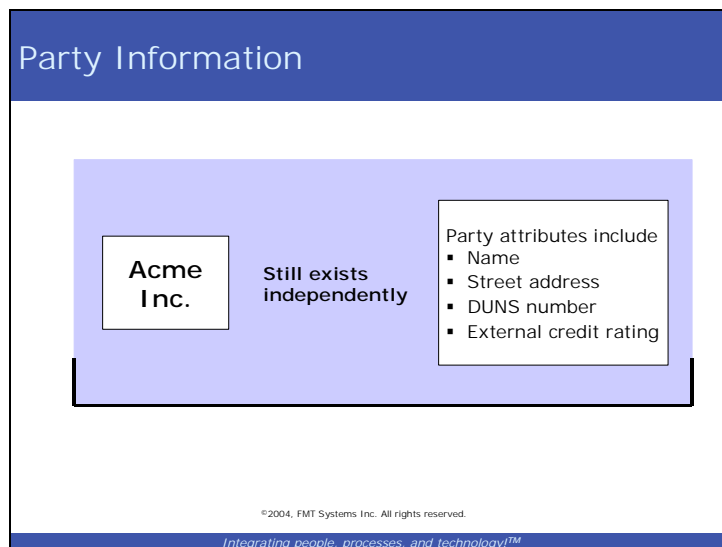 Party Information
Acme
Inc.
Still exists
independently
Party attributes include
▪ Name
▪ Street address
▪ DUNS number
▪ External credit rating
©2004, FMT Systems Inc. All rights reserved.
Integrating people, processes, and technology!™